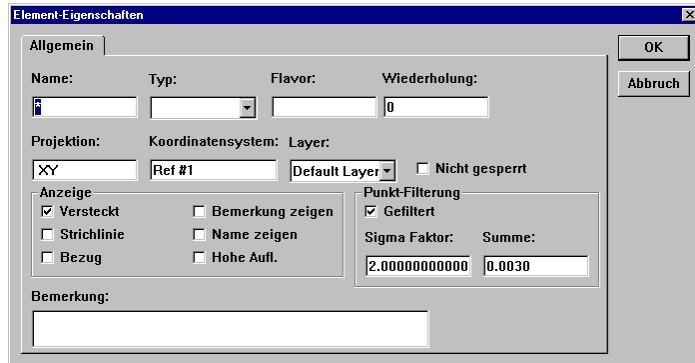 Element-Eigenschaften
Allgemein
OK
Abbruch
Name: Typ: Flavor: Wiederholung:
* 0
Projektion: Koordinatensystem: Layer:
XY Ref #1 Default Layer Nicht gesperrt
Anzeige Punkt-Filterung
Versteckt Bemerkung zeigen Gefiltert
Strichlinie Name zeigen Sigma Faktor: Summe:
Bezug Hohe Aufl. 2.00000000000 0.0030
Bemerkung: